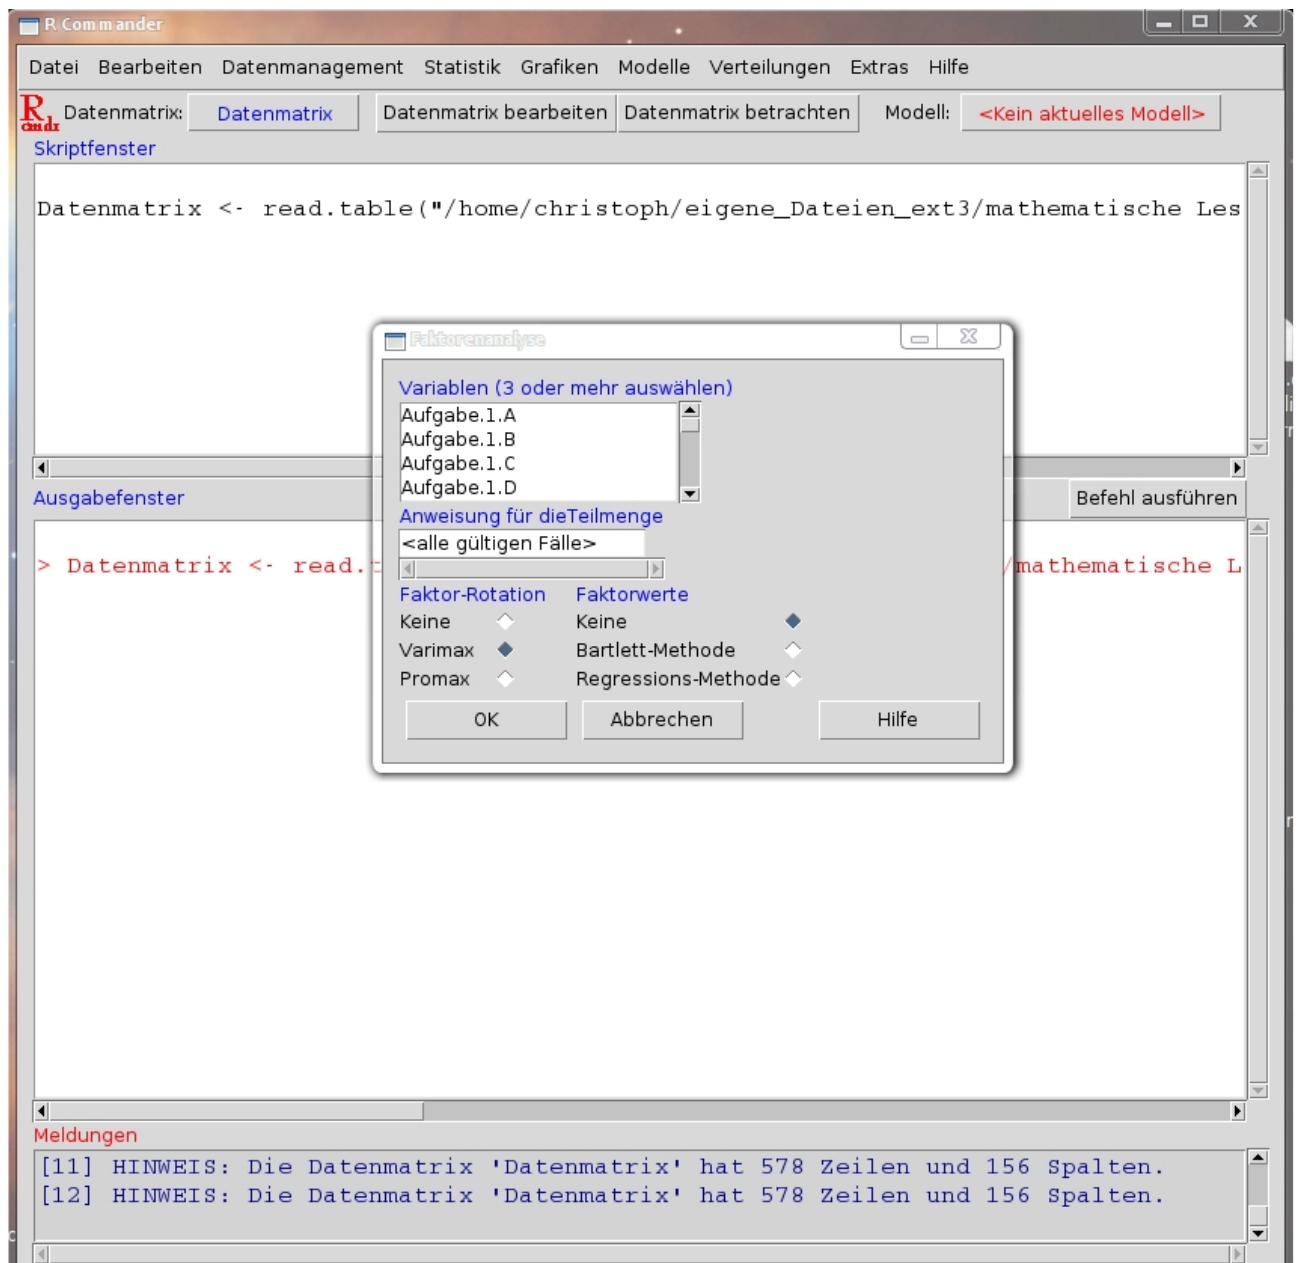 R Commander
Datei Bearbeiten Datenmanagement Statistik Grafiken Modelle Verteilungen Extras Hilfe
R cmdr Datenmatrix: Datenmatrix Datenmatrix bearbeiten Datenmatrix betrachten Modell: <Kein aktuelles Modell>
Skriptfenster
Datenmatrix <- read.table("/home/christoph/eigene_Dateien_ext3/mathematische Les
Faktorenanalyse
Variablen (3 oder mehr auswählen)
Aufgabe.1.A
Aufgabe.1.B
Aufgabe.1.C
Aufgabe.1.D
Anweisung für dieTeilmenge
<alle gültigen Fälle>
Faktor-Rotation Faktorwerte
Keine Keine
Varimax Bartlett-Methode
Promax Regressions-Methode
OK Abbrechen Hilfe
Ausgabefenster Befehl ausführen
> Datenmatrix <- read.t /mathematische L
Meldungen
[11] HINWEIS: Die Datenmatrix 'Datenmatrix' hat 578 Zeilen und 156 Spalten.
[12] HINWEIS: Die Datenmatrix 'Datenmatrix' hat 578 Zeilen und 156 Spalten.